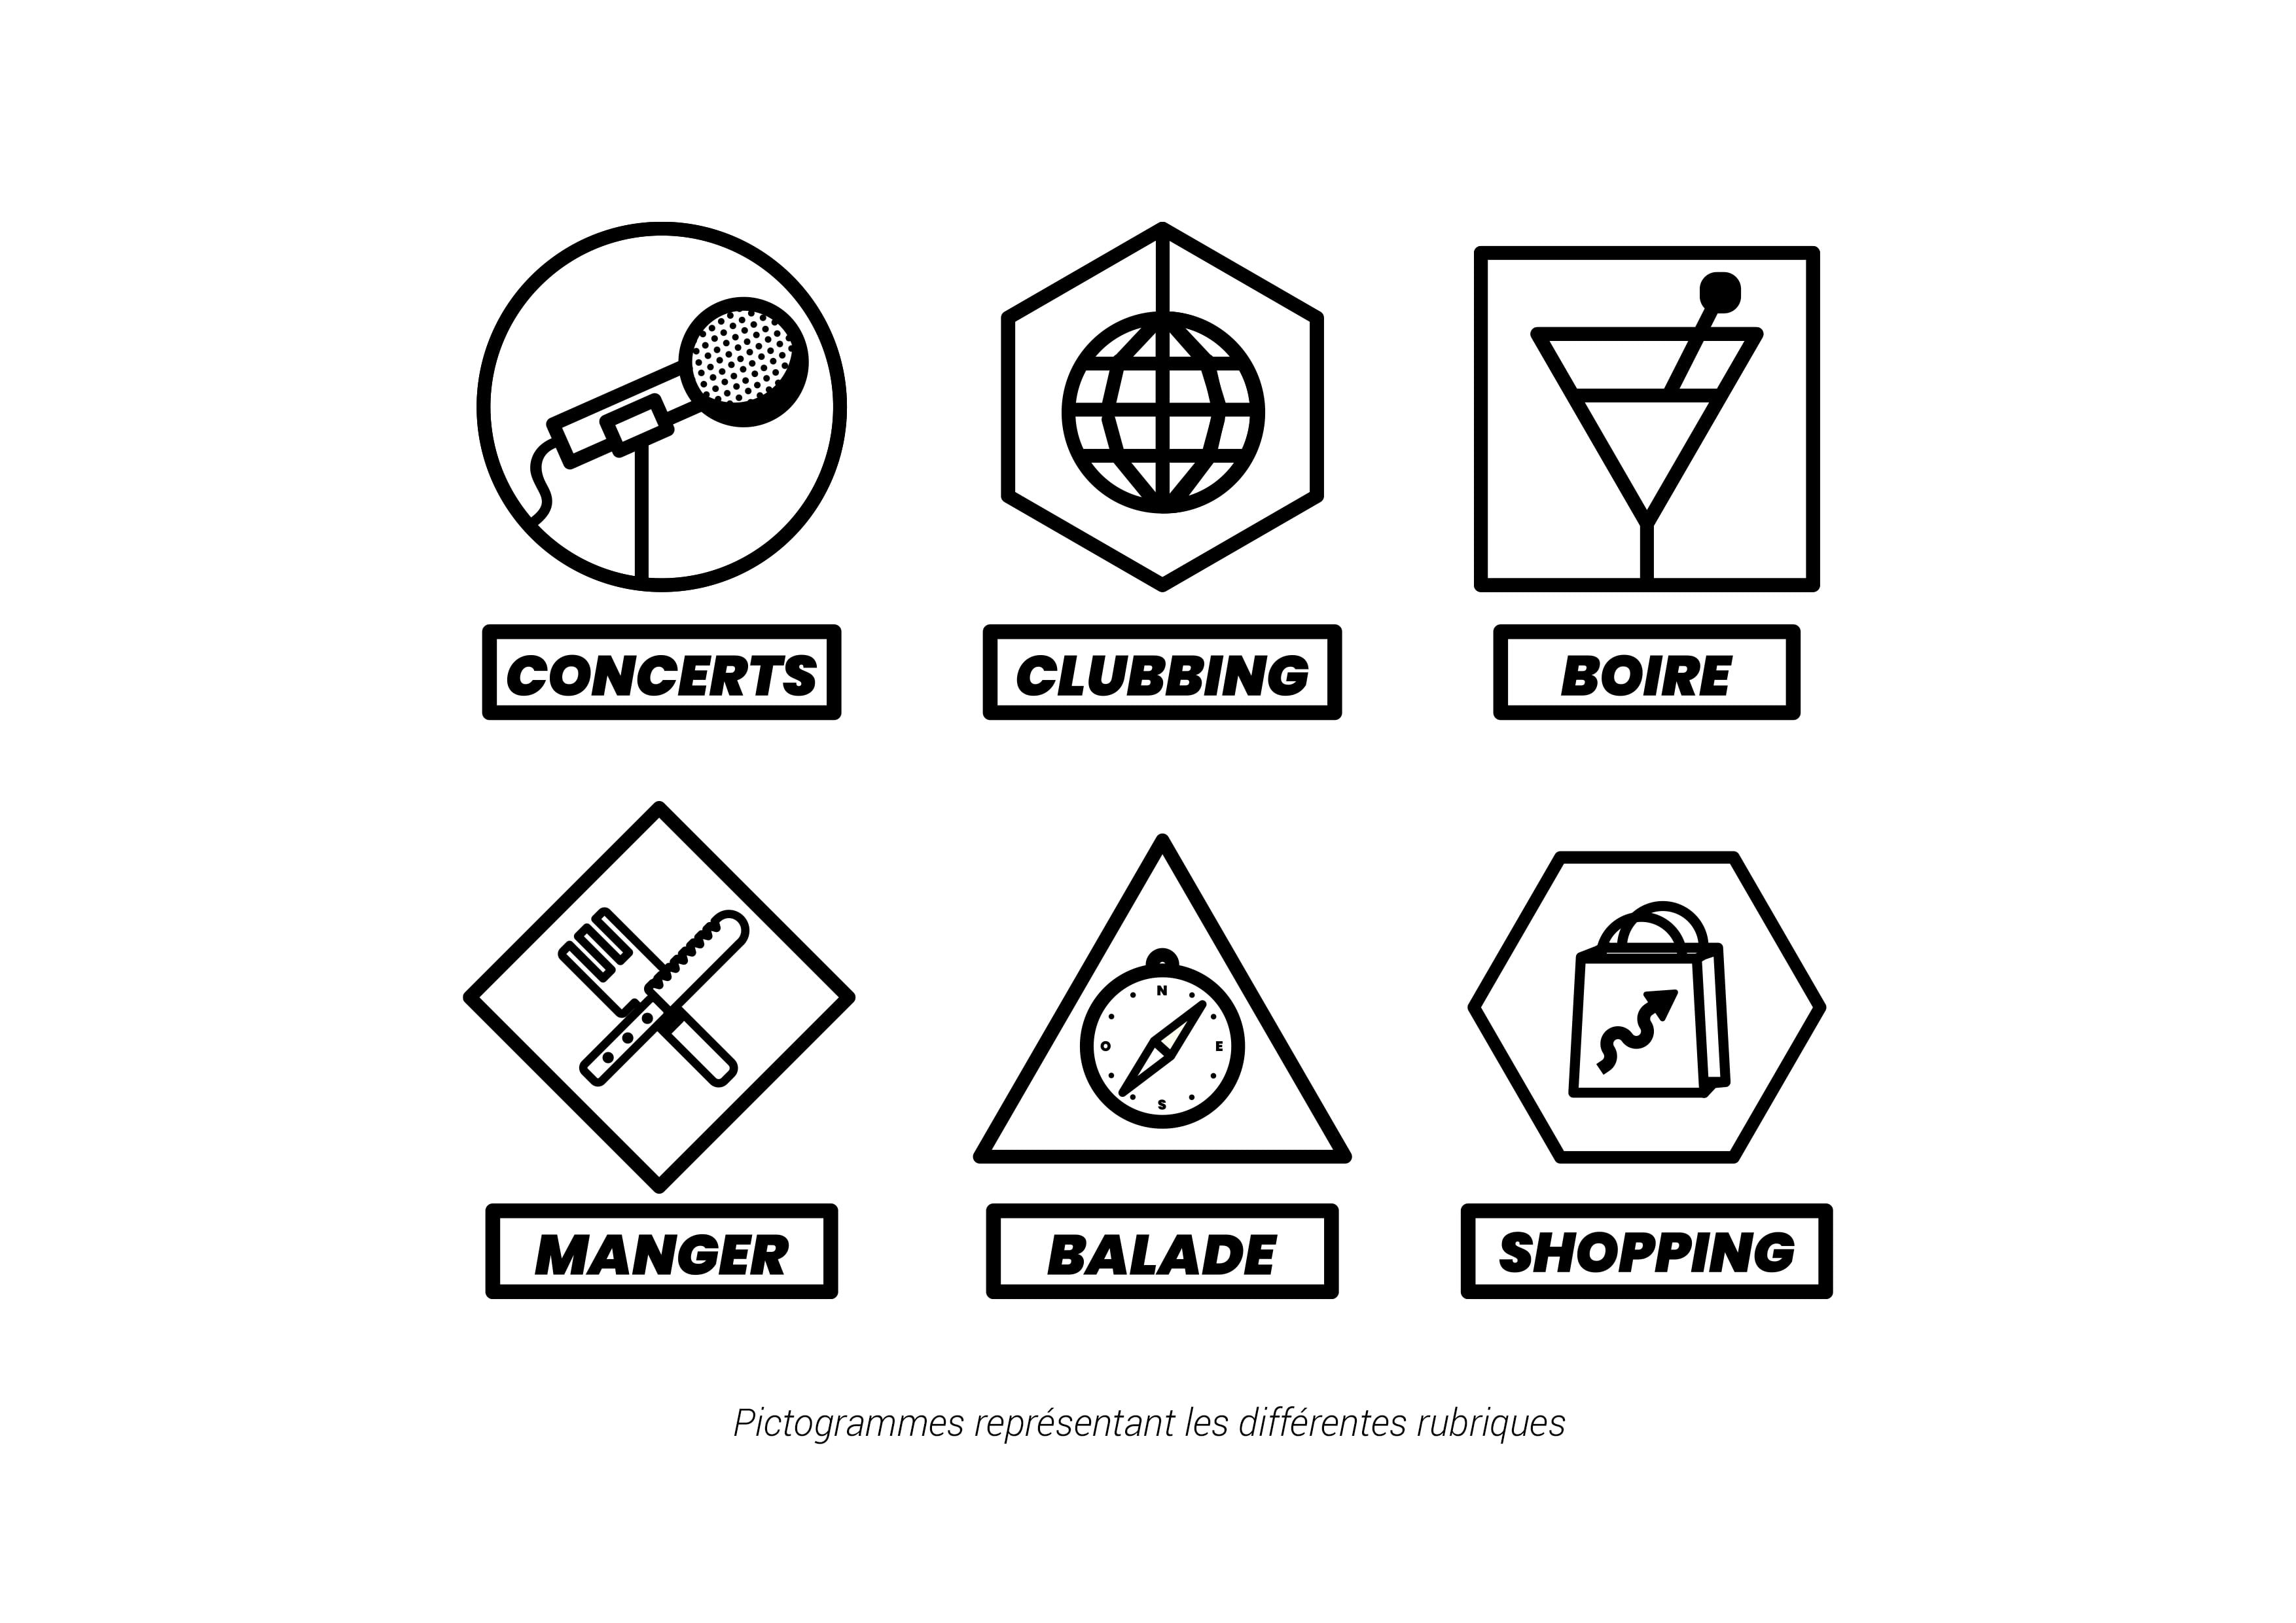 CONCERTS
CLUBBING
BOIRE
MANGER
BALADE
SHOPPING
N
O
E
S
Pictogrammes représentant les différentes rubriques